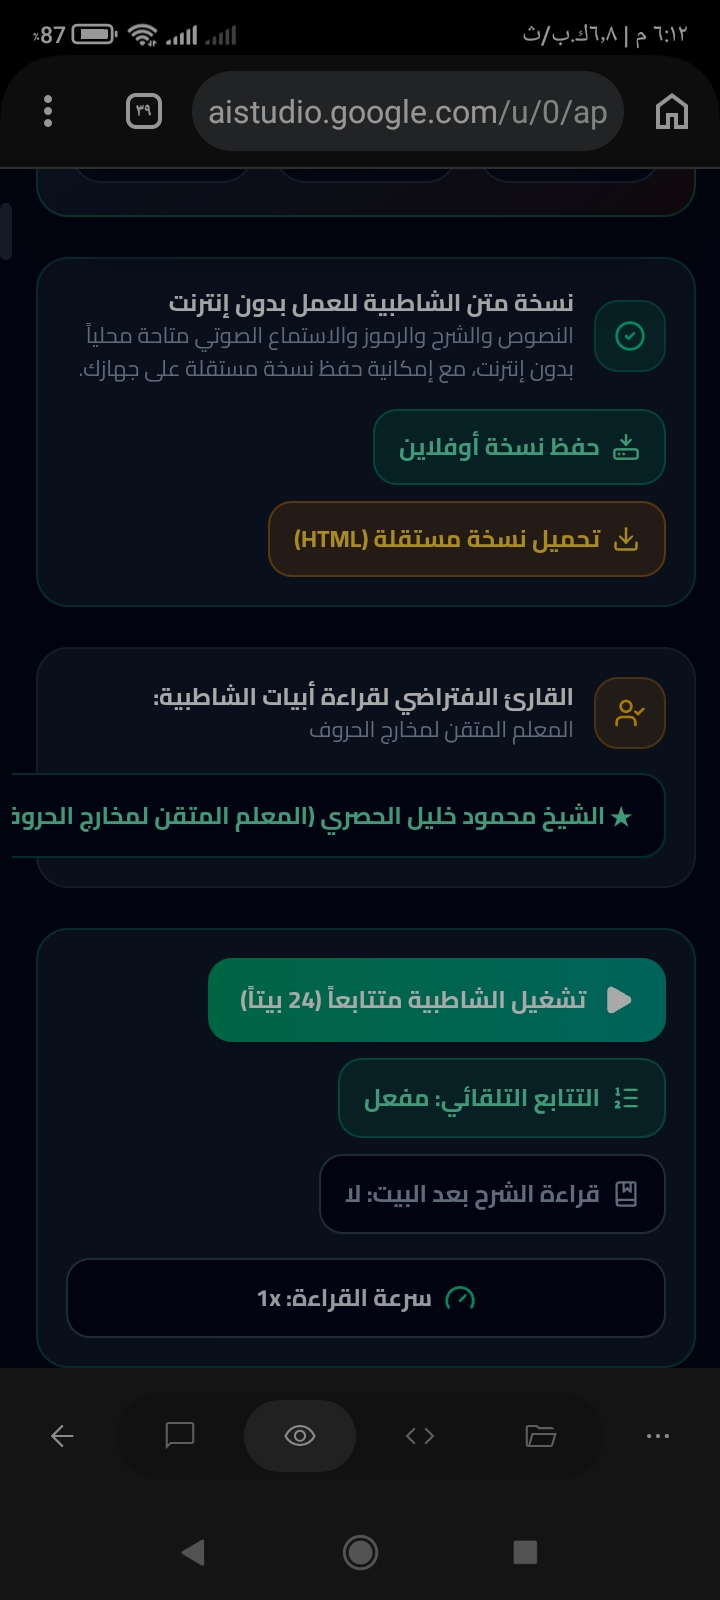 ٦:١٢ م | ٦,٨ك.ب/ث
87٪
٣٩
aistudio.google.com/u/0/ap
نسخة متن الشاطبية للعمل بدون إنترنت
النصوص والشرح والرموز والاستماع الصوتي متاحة محلياً
بدون إنترنت، مع إمكانية حفظ نسخة مستقلة على جهازك.
حفظ نسخة أوفلاين
تحميل نسخة مستقلة (HTML)
القارئ الافتراضي لقراءة أبيات الشاطبية:
المعلم المتقن لمخارج الحروف
★ الشيخ محمود خليل الحصري (المعلم المتقن لمخارج الحروف
تشغيل الشاطبية متتابعاً (24 بيتاً)
التتابع التلقائي: مفعل
قراءة الشرح بعد البيت: لا
سرعة القراءة: 1x